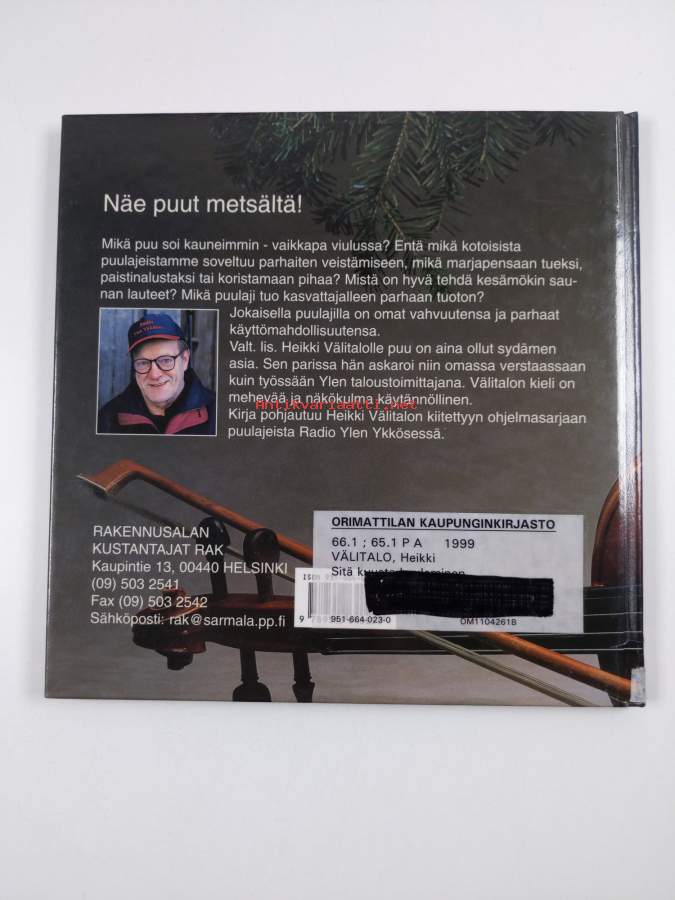 Näe puut metsältä!
Mikä puu soi kauneimmin - vaikkapa viulussa? Entä mikä kotoisista
puulajeistamme soveltuu parhaiten veistämiseen, mikä marjapensaan tueksi,
paistinalustaksi tai koristamaan pihaa? Mistä on hyvä tehdä kesämökin sau-
nan lauteet? Mikä puulaji tuo kasvattajalleen parhaan tuoton?
Jokaisella puulajilla on omat vahvuutensa ja parhaat
käyttömahdollisuutensa.
Valt. lis. Heikki Välitalolle puu on aina ollut sydämen
asia. Sen parissa hän askaroi niin omassa verstaassaan
kuin työssään Ylen taloustoimittajana. Välitalon kieli on
mehevää ja näkökulma käytännöllinen.
Antikvariaatti.net
Kirja pohjautuu Heikki Välitalon kiitettyyn ohjelmasarjaan
puulajeista Radio Ylen Ykkösessä.
RAKENNUSALAN
KUSTANTAJAT RAK
Kaupintie 13, 00440 HELSINKI
(09) 503 2541
Fax (09) 503 2542
Sähköposti: rak@sarmala.pp.fi
ORIMATTILAN KAUPUNGINKIRJASTO
66.1 ; 65.1 P A 1999
VÄLITALO, Heikki
Sitä
ISBN
951-664-023-0
OM1104261B